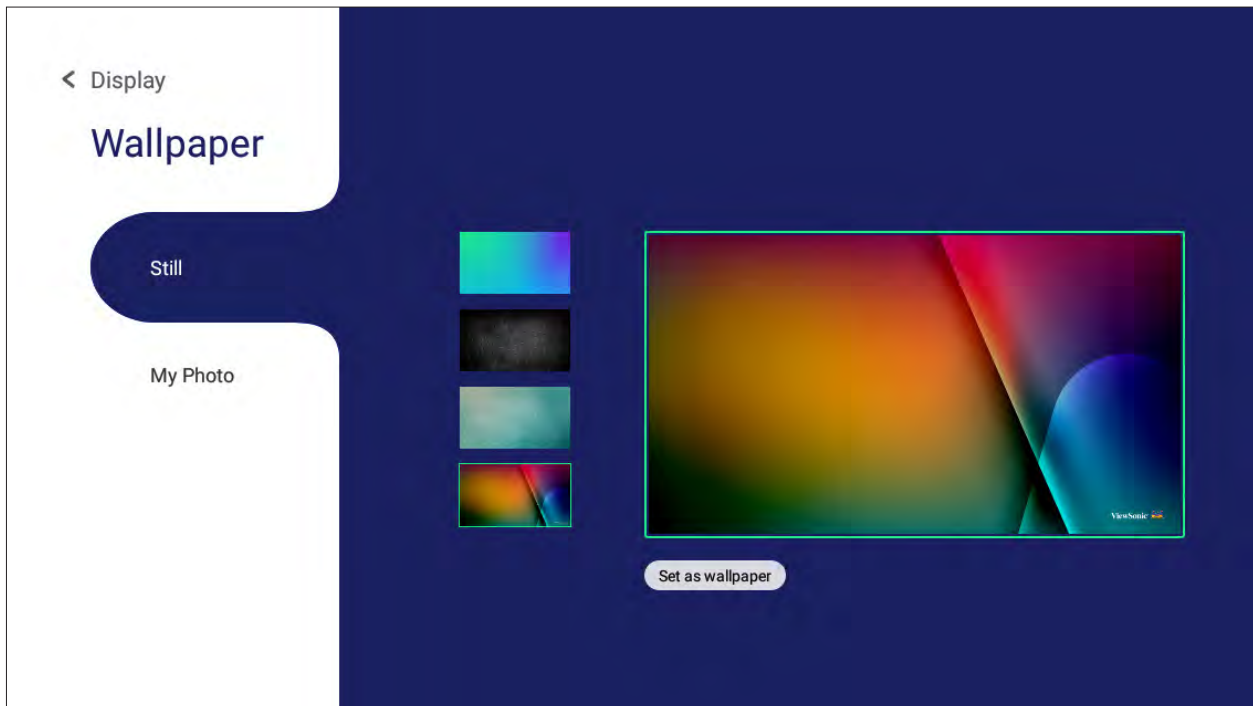 Display
Wallpaper
Still
My Photo
ViewSonic
Set as wallpaper